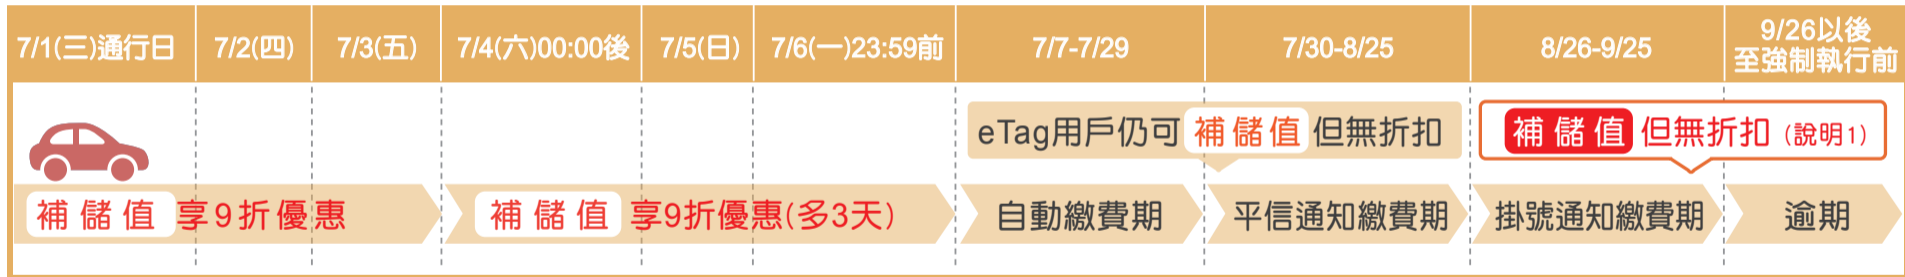 7/1(三)通行日
7/2(四)
7/3(五)
7/4(六)00:00後
7/5(日)
7/6(一)23:59前
7/7-7/29
7/30-8/25
8/26-9/25
9/26以後
至強制執行前
eTag用戶仍可 補儲值 但無折扣
補儲值 但無折扣 (說明1)
補儲值 享9折優惠
補儲值 享9折優惠(多3天)
自動繳費期
平信通知繳費期
掛號通知繳費期
逾期